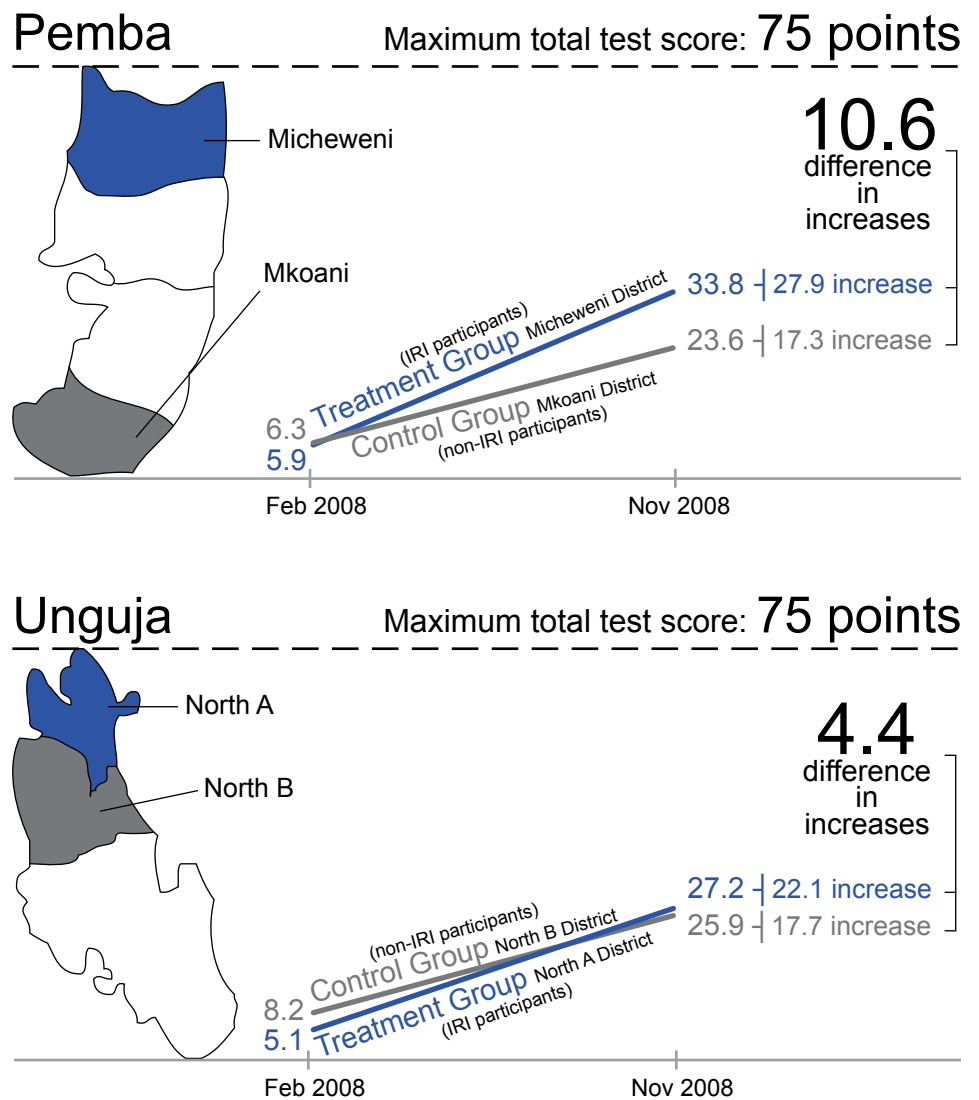 Pemba
Maximum total test score: 75 points
Micheweni
10.6
difference
in
increases
Mkoani
33.8
27.9 increase
(IRI participants)
Treatment Group Micheweni District
23.6
17.3 increase
6.3
Control Group Mkoani District
(non-IRI participants)
5.9
Feb 2008
Nov 2008
Unguja
Maximum total test score: 75 points
North A
4.4
difference
in
increases
North B
27.2
22.1 increase
(non-IRI participants)
Control Group North B District
25.9
17.7 increase
8.2
Treatment Group North A District
(IRI participants)
5.1
Feb 2008
Nov 2008